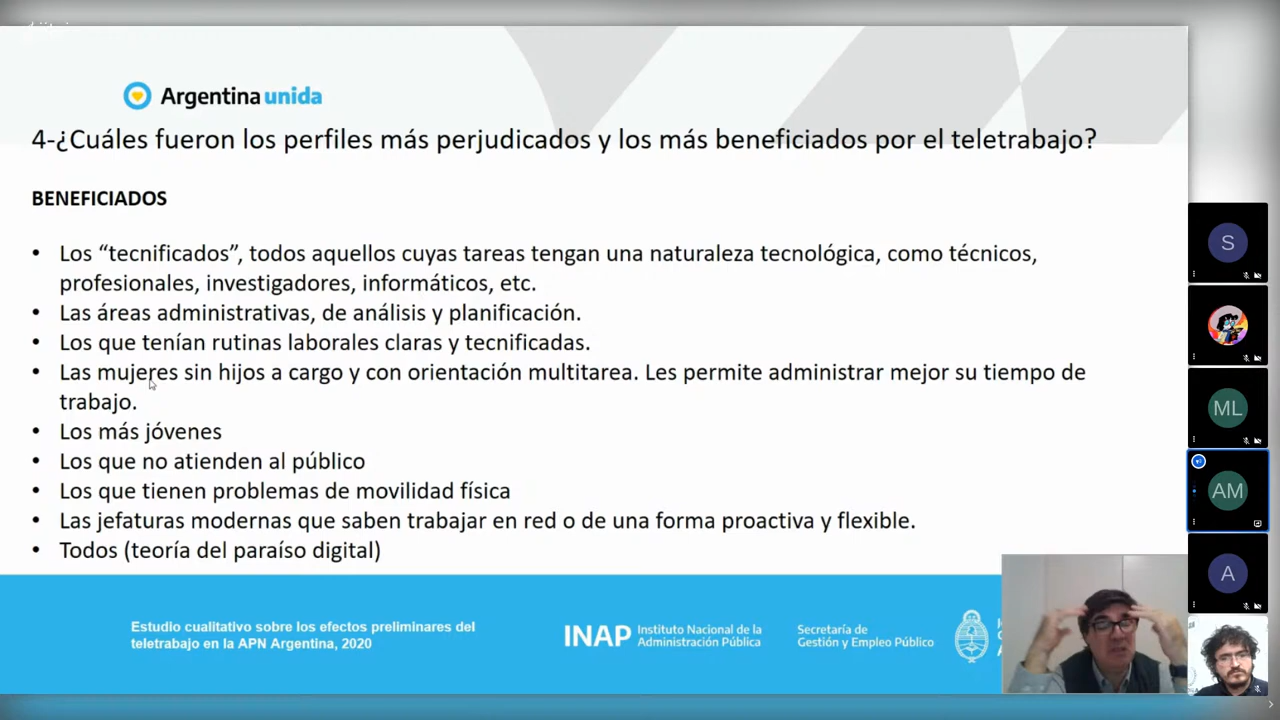 Argentina unida
4-¿Cuáles fueron los perfiles más perjudicados y los más beneficiados por el teletrabajo?
BENEFICIADOS
• Los “tecnificados”, todos aquellos cuyas tareas tengan una naturaleza tecnológica, como técnicos,
profesionales, investigadores, informáticos, etc.
• Las áreas administrativas, de análisis y planificación.
• Los que tenían rutinas laborales claras y tecnificadas.
• Las mujeres sin hijos a cargo y con orientación multitarea. Les permite administrar mejor su tiempo de
trabajo.
• Los más jóvenes
• Los que no atienden al público
• Los que tienen problemas de movilidad física
• Las jefaturas modernas que saben trabajar en red o de una forma proactiva y flexible.
• Todos (teoría del paraíso digital)
Estudio cualitativo sobre los efectos preliminares del
teletrabajo en la APN Argentina, 2020
INAP Instituto Nacional de la
Administración Pública
Secretaría de
Gestión y Empleo Público
S
ML
AM
A